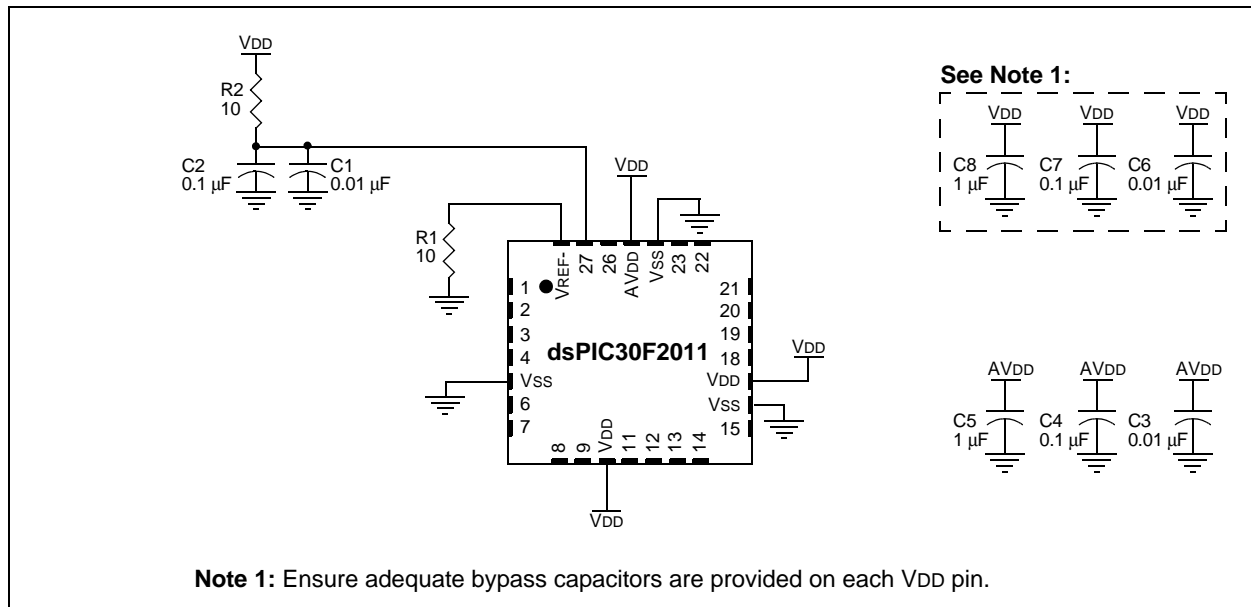 VDD
R2
10
C2
0.1 µF
C1
0.01 µF
R1
10
VDD
See Note 1:
VDD
VDD
VDD
C8
1 µF
C7
0.1 µF
C6
0.01 µF
VREF-
27
26
AVDD
VSS
23
22
1
2
3
4
VSS
6
7
dsPIC30F2011
21
20
19
18
VDD
VSS
15
VDD
8
9
VDD
11
12
13
14
VDD
AVDD
AVDD
AVDD
C5
1 µF
C4
0.1 µF
C3
0.01 µF
Note 1: Ensure adequate bypass capacitors are provided on each VDD pin.